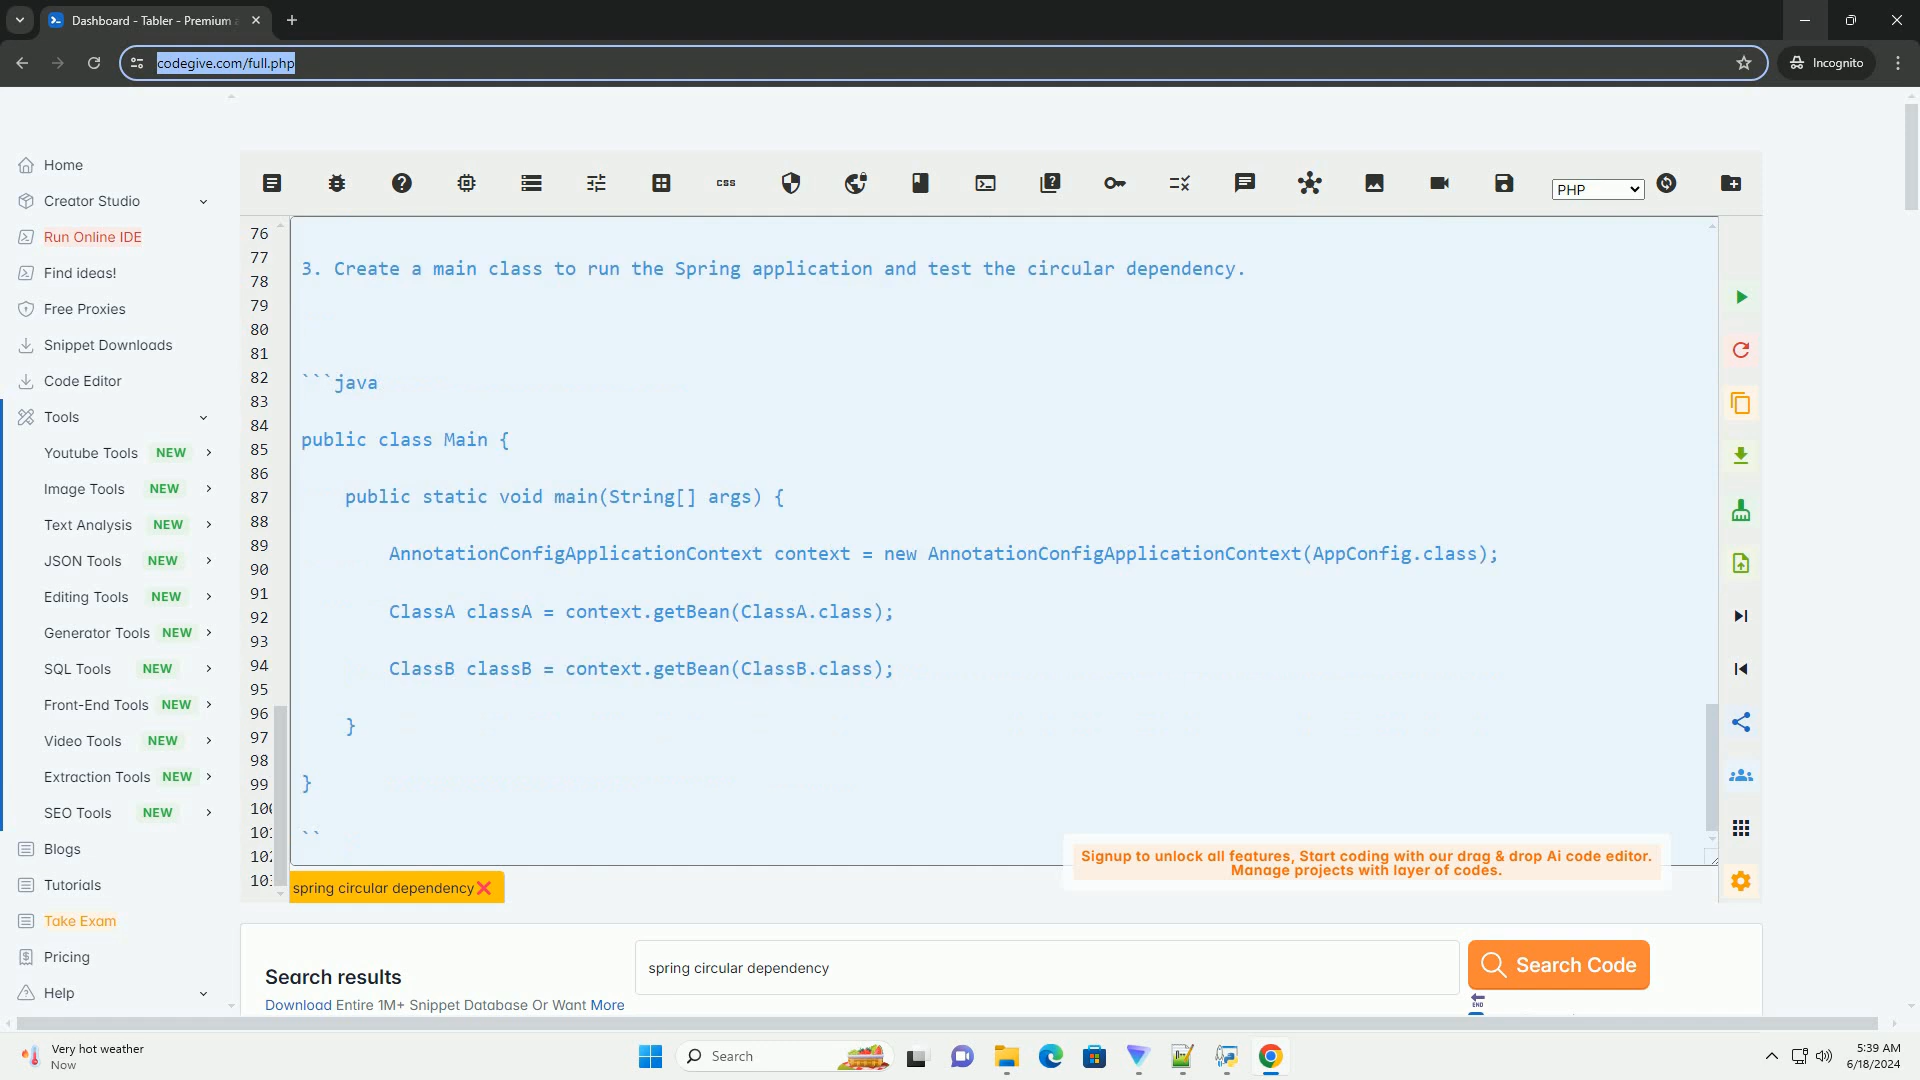 Dashboard - Tabler - Premium
codegive.com/full.php
Incognito
Home
Creator Studio
Run Online IDE
Find ideas!
Free Proxies
Snippet Downloads
Code Editor
Tools
Youtube Tools NEW
Image Tools NEW
Text Analysis NEW
JSON Tools NEW
Editing Tools NEW
Generator Tools NEW
SQL Tools NEW
Front-End Tools NEW
Video Tools NEW
Extraction Tools NEW
SEO Tools NEW
Blogs
Tutorials
Take Exam
Pricing
Help
css
PHP
76
77
78
79
80
81
82
83
84
85
86
87
88
89
90
91
92
93
94
95
96
97
98
99
3. Create a main class to run the Spring application and test the circular dependency.
```java
public class Main {
public static void main(String[] args) {
AnnotationConfigApplicationContext context = new AnnotationConfigApplicationContext(AppConfig.class);
ClassA classA = context.getBean(ClassA.class);
ClassB classB = context.getBean(ClassB.class);
}
}
``
Signup to unlock all features, Start coding with our drag & drop Ai code editor.
Manage projects with layer of codes.
spring circular dependency
Search results
Download Entire 1M+ Snippet Database Or Want More
spring circular dependency
Search Code
END
Very hot weather
Now
Search
5:39 AM
6/18/2024